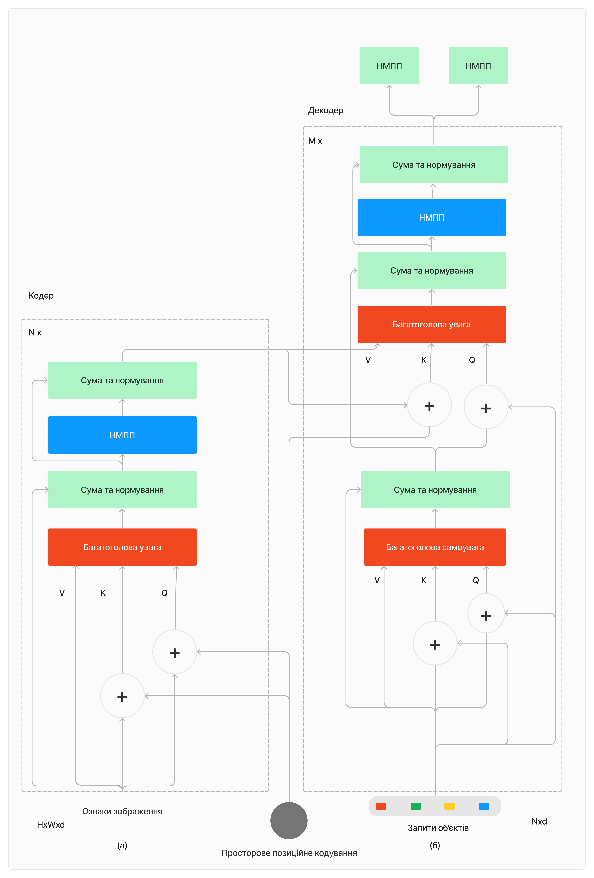 НМПП
НМПП
Декодер
M x
Сума та нормування
НМПП
Сума та нормування
Багатоголова увага
V
K
Q
+
+
Сума та нормування
Багатоголова самоувага
V
K
Q
+
+
Запити об'єктів
Nxd
(б)
Кодер
N x
Сума та нормування
НМПП
Сума та нормування
Багатоголова увага
V
K
Q
+
+
Ознаки зображення
HxWxd
(а)
Просторове позиційне кодування